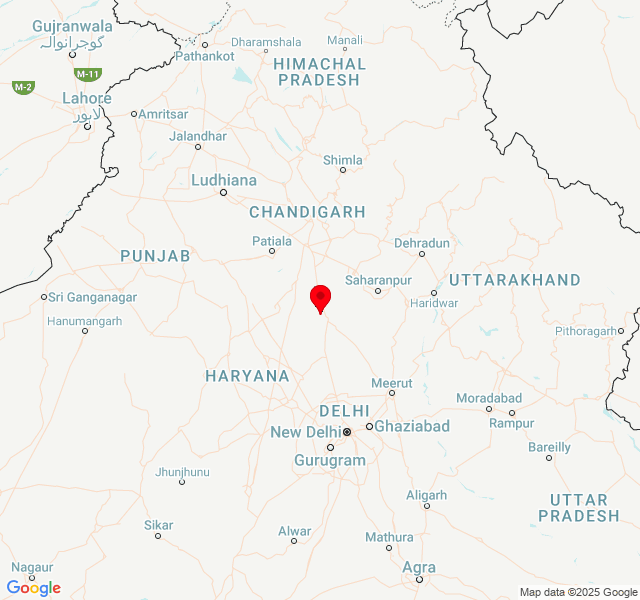 Gujranwala
گوجرانوالہ
Pathankot
Dharamshala
Manali
HIMACHAL
PRADESH
M-11
M-2
Lahore
لاہور
Amritsar
Jalandhar
Shimla
Ludhiana
CHANDIGARH
Patiala
Dehradun
PUNJAB
Saharanpur
UTTARAKHAND
Sri Ganganagar
Haridwar
Hanumangarh
Pithoragarh
HARYANA
Meerut
Moradabad
DELHI
Rampur
New Delhi
Ghaziabad
Gurugram
Bareilly
Jhunjhunu
Aligarh
UTTAR
PRADESH
Sikar
Alwar
Mathura
Nagaur
Agra
Google
Map data ©2025 Google